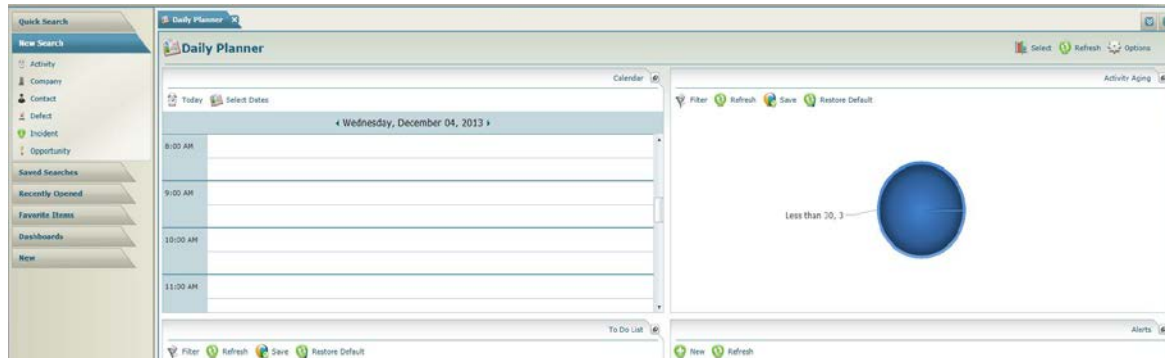 Quick Search
New Search
Activity
Company
Contact
Defect
Incident
Opportunity
Saved Searches
Recently Opened
Favorite Items
Dashboards
New
Daily Planner
Daily Planner
Select Refresh Options
Calendar
Today Select Dates
Wednesday, December 04, 2013
8:00 AM
9:00 AM
10:00 AM
11:00 AM
Activity Aging
Filter Refresh Save Restore Default
Less than 30, 3
To Do List
Filter Refresh Save Restore Default
Alerts
New Refresh